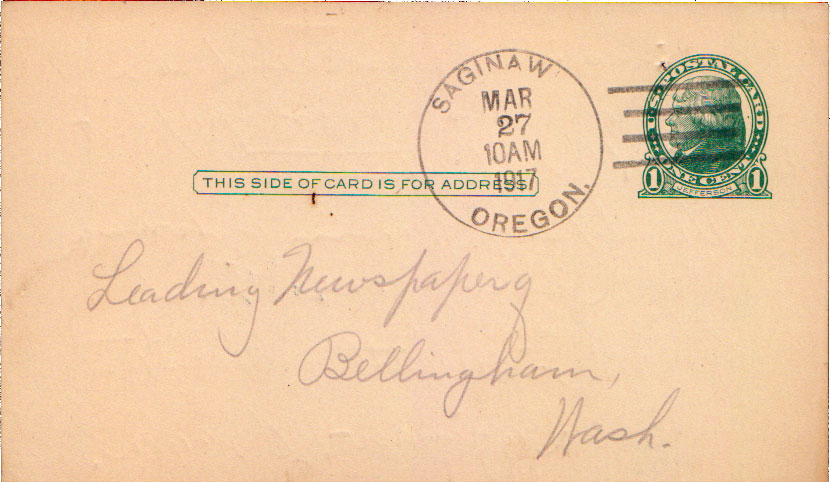 SAGINAW
MAR
27
10AM
1917
OREGON.
U.S. POSTAL CARD
ONE CENT
1 JEFFERSON 1
THIS SIDE OF CARD IS FOR ADDRESS
Leading Newspaper of
Bellingham,
Wash.